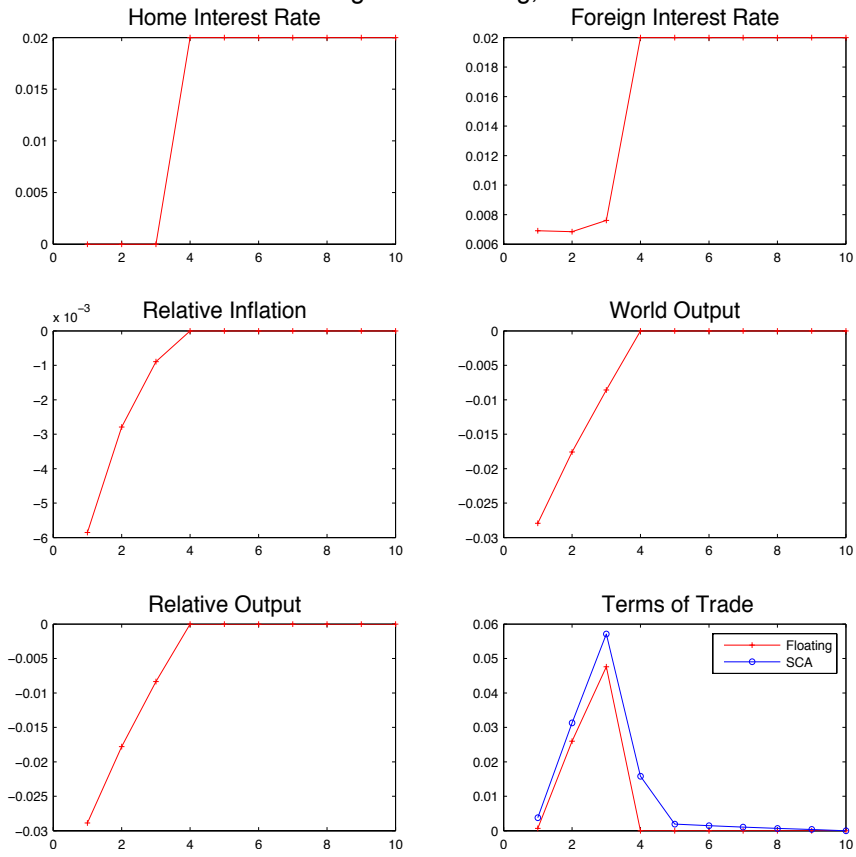 Home Interest Rate
0.02
0.015
0.01
0.005
0
0 2 4 6 8 10
Foreign Interest Rate
0.02
0.018
0.016
0.014
0.012
0.01
0.008
0.006
0 2 4 6 8 10
Relative Inflation
x 10−3
0
−1
−2
−3
−4
−5
−6
0 2 4 6 8 10
World Output
0
−0.005
−0.01
−0.015
−0.02
−0.025
−0.03
0 2 4 6 8 10
Relative Output
0
−0.005
−0.01
−0.015
−0.02
−0.025
−0.03
0 2 4 6 8 10
Terms of Trade
0.06
0.05
0.04
0.03
0.02
0.01
0
0 2 4 6 8 10
Floating
SCA